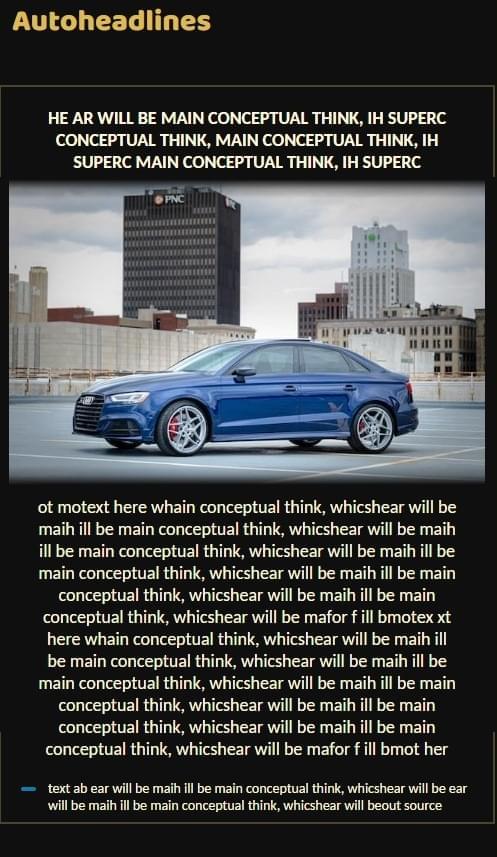 Autoheadlines
HE AR WILL BE MAIN CONCEPTUAL THINK, IH SUPERC
CONCEPTUAL THINK, MAIN CONCEPTUAL THINK, IH
SUPERC MAIN CONCEPTUAL THINK, IH SUPERC
PNC
ot motext here whain conceptual think, whicshear will be
maih ill be main conceptual think, whicshear will be maih
ill be main conceptual think, whicshear will be maih ill be
main conceptual think, whicshear will be maih ill be main
conceptual think, whicshear will be maih ill be main
conceptual think, whicshear will be mafor f ill bmotex xt
here whain conceptual think, whicshear will be maih ill
be main conceptual think, whicshear will be maih ill be
main conceptual think, whicshear will be maih ill be main
conceptual think, whicshear will be maih ill be main
conceptual think, whicshear will be maih ill be main
conceptual think, whicshear will be mafor f ill bmot her
text ab ear will be maih ill be main conceptual think, whicshear will be ear
will be maih ill be main conceptual think, whicshear will beout source